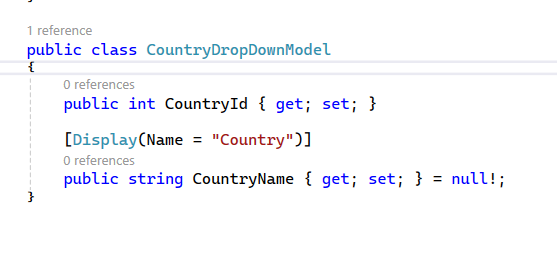 1 reference
public class CountryDropDownModel
{
0 references
public int CountryId { get; set; }
[Display(Name = "Country")]
0 references
public string CountryName { get; set; } = null!;
}